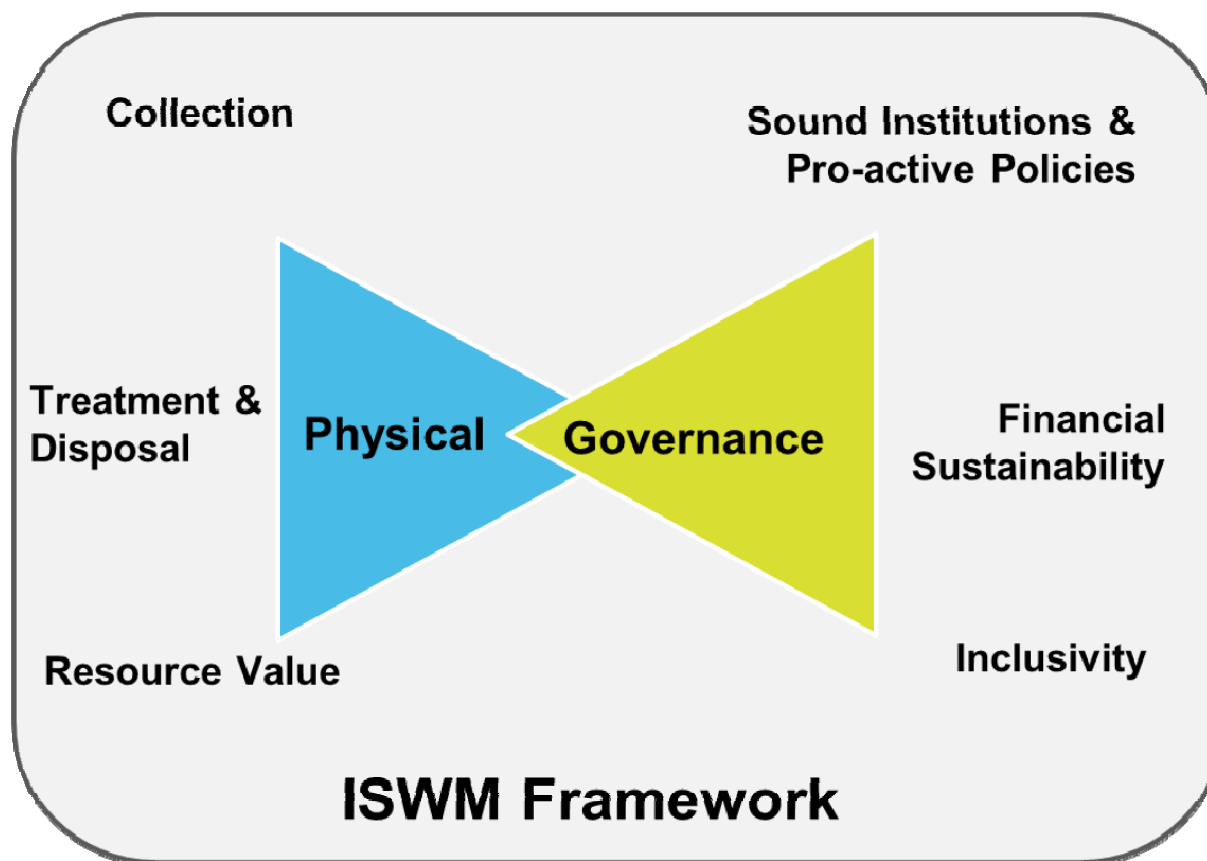 Collection
Sound Institutions &
Pro-active Policies
Treatment &
Disposal
Physical
Governance
Financial
Sustainability
Resource Value
Inclusivity
ISWM Framework